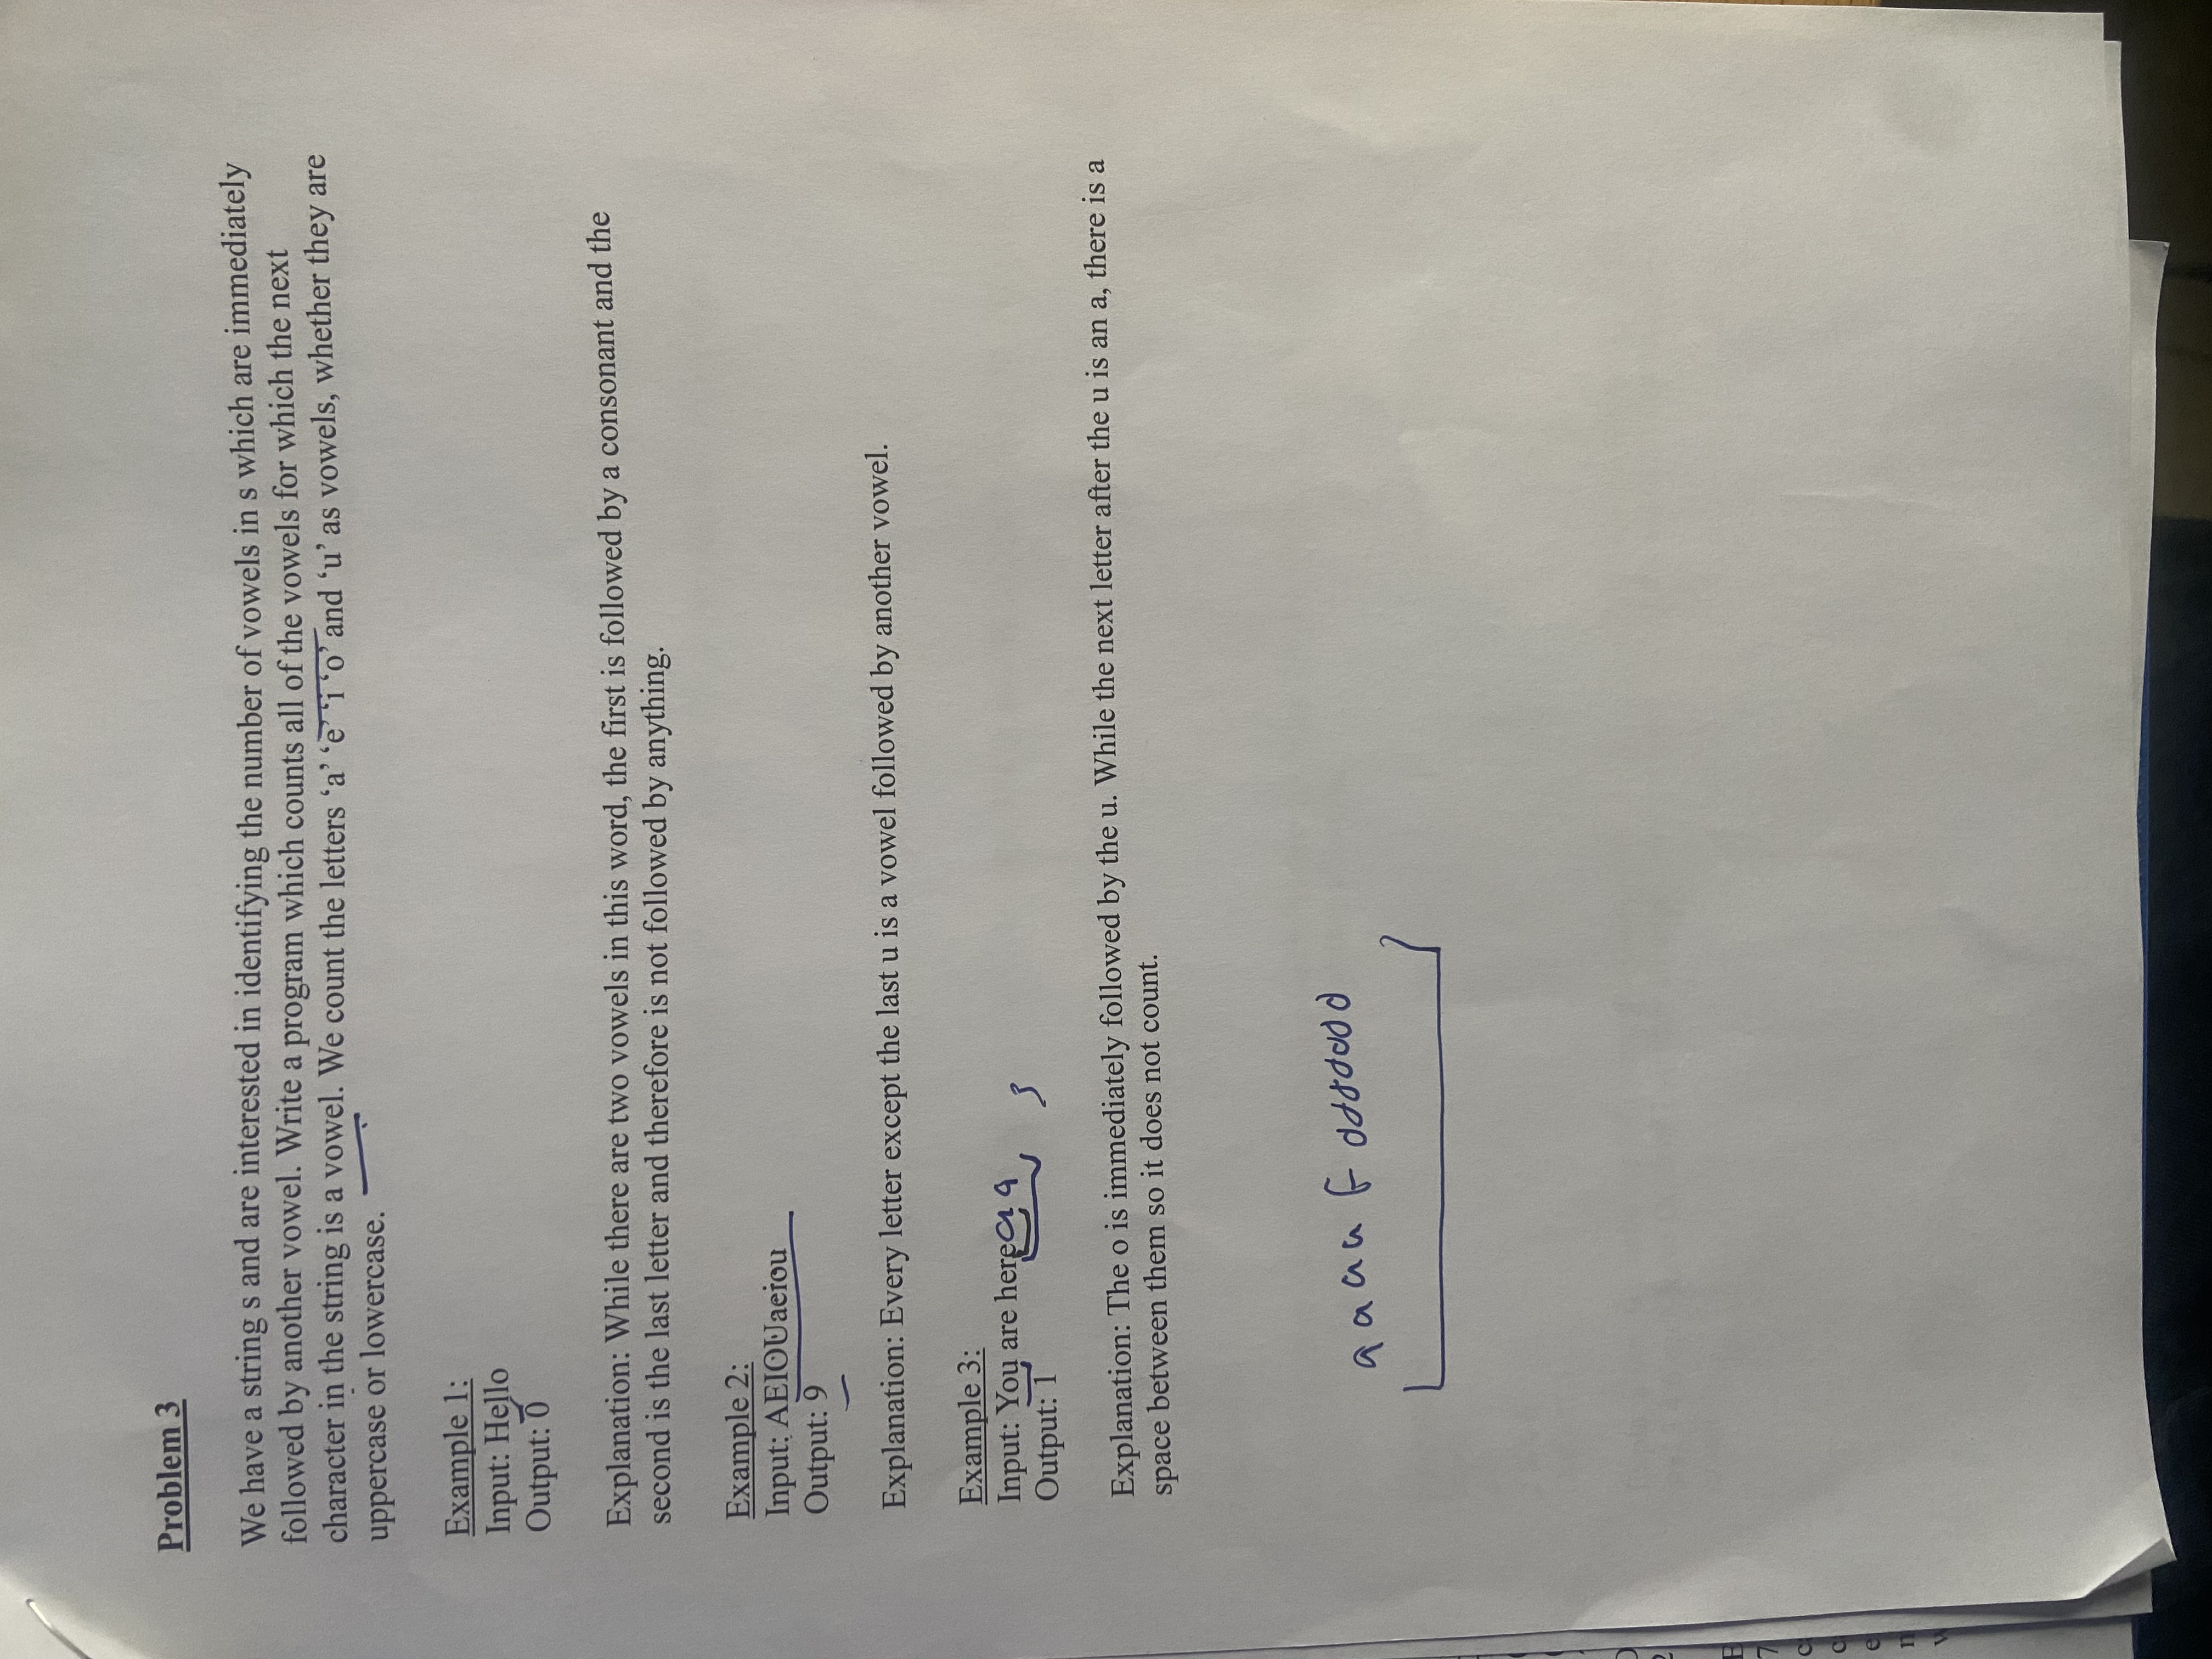 Problem 3
We have a string s and are interested in identifying the number of vowels in s which are immediately
followed by another vowel. Write a program which counts all of the vowels for which the next
character in the string is a vowel. We count the letters ‘a’ ‘e’ ‘i ‘o’ and ‘u’ as vowels, whether they are
uppercase or lowercase.
Example 1:
Input: Hello
Output: 0
Explanation: While there are two vowels in this word, the first is followed by a consonant and the
second is the last letter and therefore is not followed by anything.
Example 2:
Input: AEIOUaeiou
Output: 9
Explanation: Every letter except the last u is a vowel followed by another vowel.
Example 3:
Input: You are hereaa 3
Output: 1
Explanation: The o is immediately followed by the u. While the next letter after the u is an a, there is a
space between them so it does not count.
a a a a
O
2
E
7
c
c
e
n
w